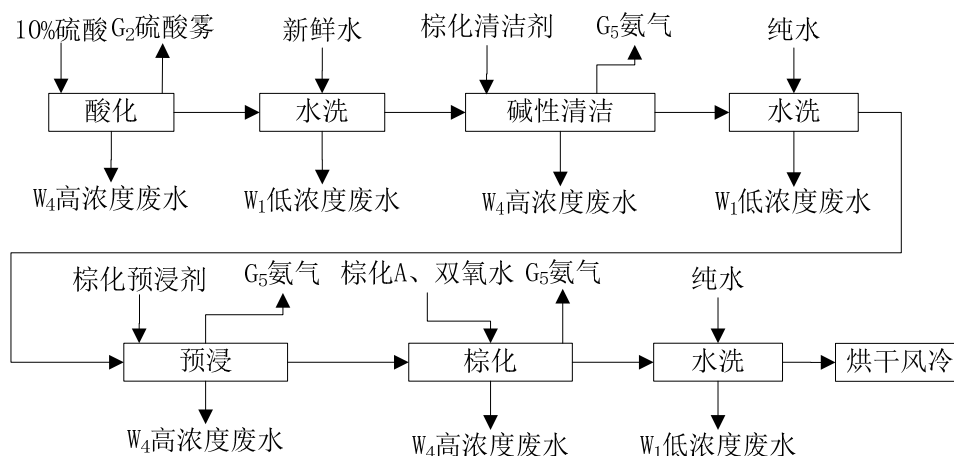 10%硫酸 G₂硫酸雾 新鲜水 棕化清洁剂 G₅氨气 纯水
酸化 水洗 碱性清洁 水洗
W₄高浓度废水 W₁低浓度废水 W₄高浓度废水 W₁低浓度废水
棕化预浸剂 G₅氨气 棕化A、双氧水 G₅氨气 纯水
预浸 棕化 水洗 烘干风冷
W₄高浓度废水 W₄高浓度废水 W₁低浓度废水